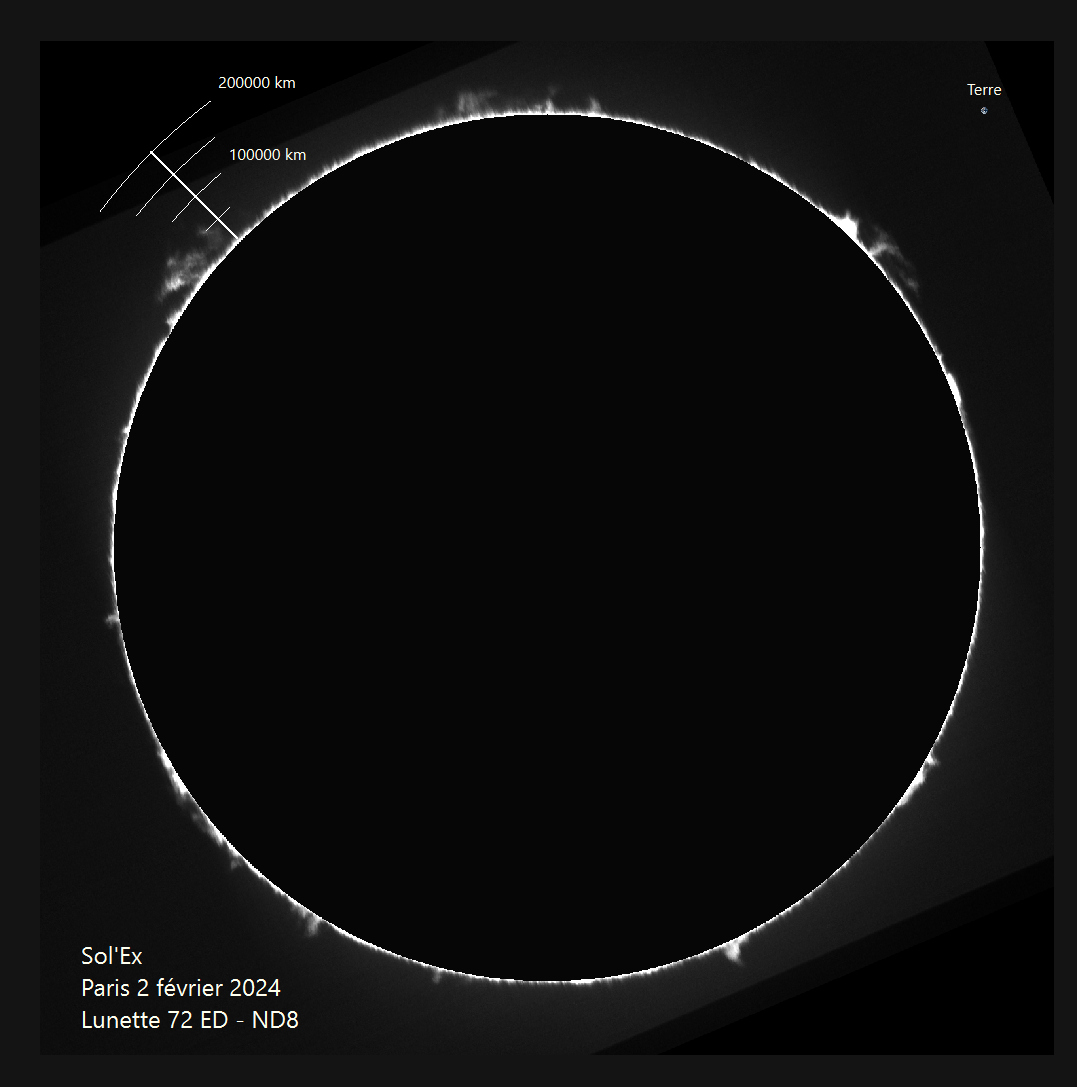 200000 km
Terre
100000 km
Sol'Ex
Paris 2 février 2024
Lunette 72 ED - ND8